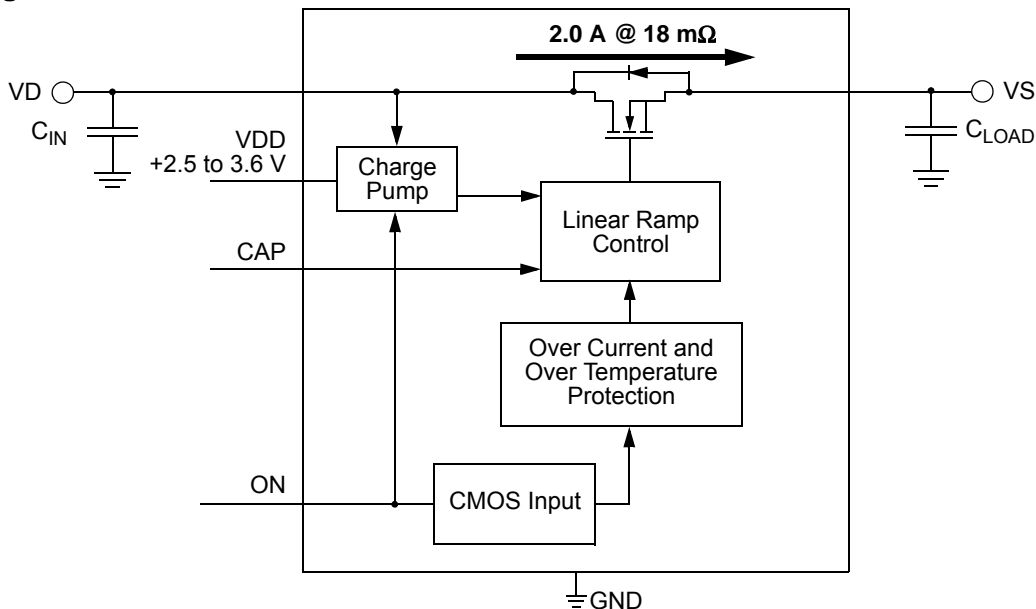 2.0 A @ 18 mΩ
VD
VS
C_IN
C_LOAD
VDD
+2.5 to 3.6 V
Charge
Pump
Linear Ramp
Control
CAP
Over Current and
Over Temperature
Protection
ON
CMOS Input
GND